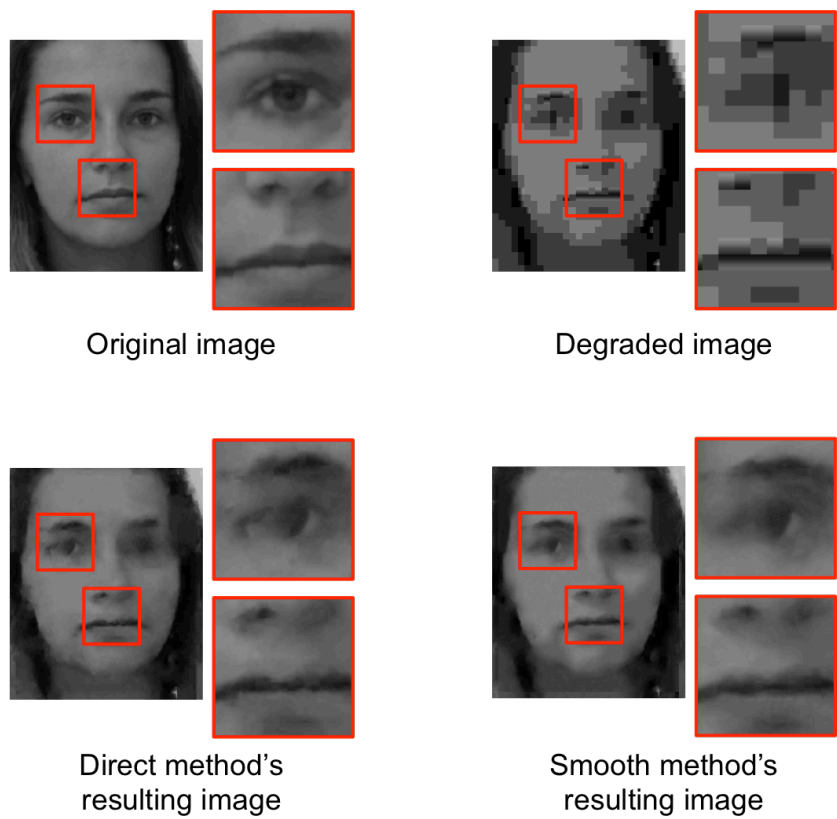 Original image
Degraded image
Direct method's
resulting image
Smooth method's
resulting image